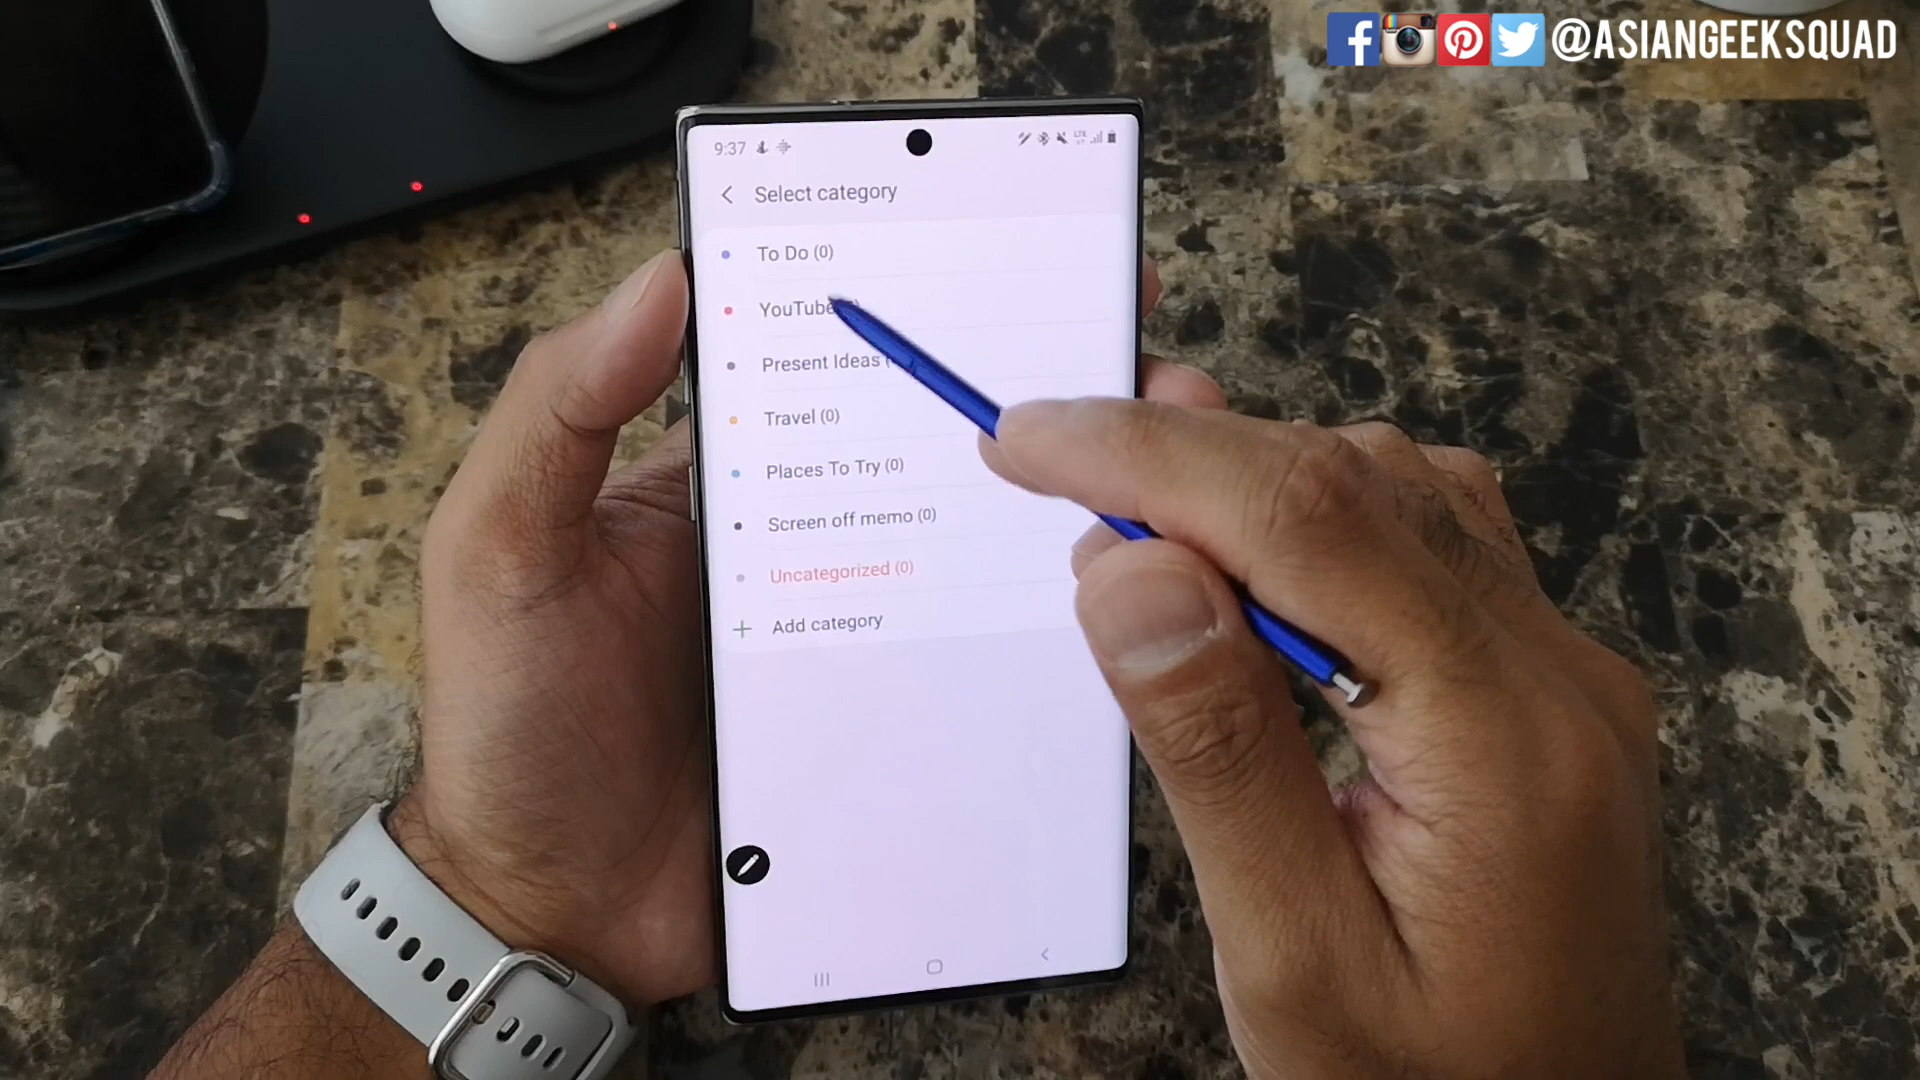 @ASIANGEEKSQUAD
9:37
LTE
Select category
To Do (0)
YouTube
Present Ideas
Travel (0)
Places To Try (0)
Screen off memo (0)
Uncategorized (0)
Add category